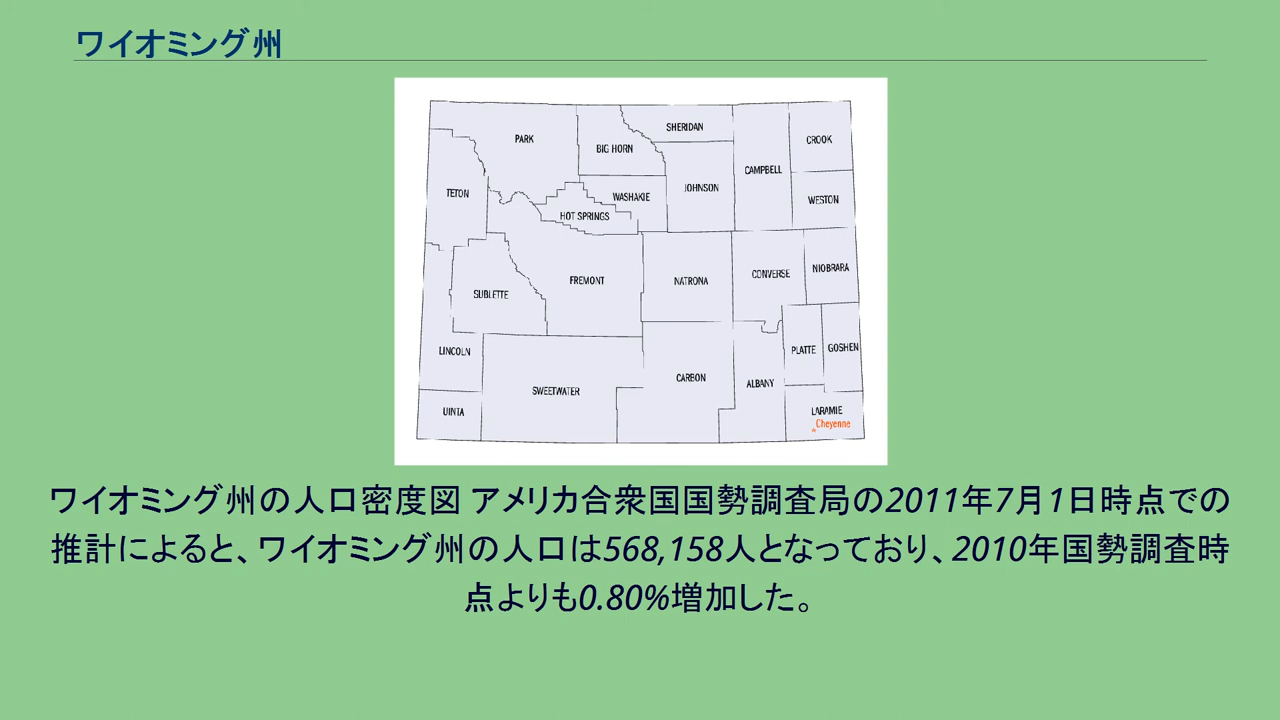 ワイオミング州
PARK
BIG HORN
SHERIDAN
CAMPBELL
CROOK
TETON
WASHAKIE
JOHNSON
WESTON
HOT SPRINGS
SUBLETTE
FREMONT
NATRONA
CONVERSE
NIOBRARA
LINCOLN
SWEETWATER
CARBON
ALBANY
PLATTE
GOSHEN
UINTA
LARAMIE
Cheyenne
ワイオミング州の人口密度図 アメリカ合衆国国勢調査局の2011年7月1日時点での
推計によると、ワイオミング州の人口は568,158人となっており、2010年国勢調査時
点よりも0.80%増加した。